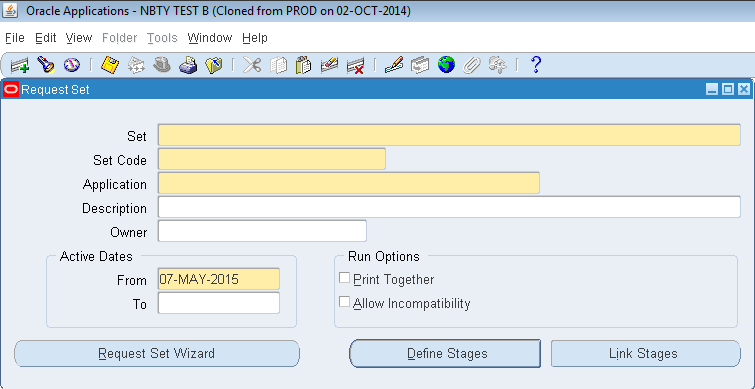 Oracle Applications - NBTY TEST B (Cloned from PROD on 02-OCT-2014)
File Edit View Folder Tools Window Help
?
Request Set
Set
Set Code
Application
Description
Owner
Active Dates
From 07-MAY-2015
To
Run Options
Print Together
Allow Incompatibility
Request Set Wizard
Define Stages
Link Stages